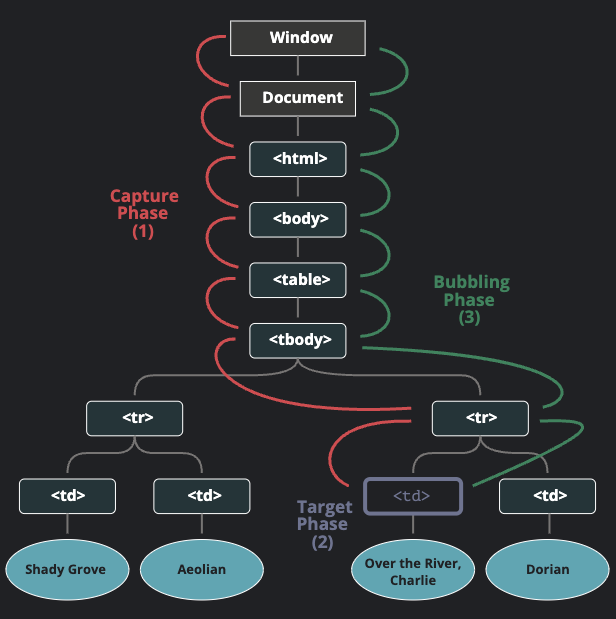 Window
Document
<html>
Capture
Phase
(1)
<body>
<table>
Bubbling
Phase
(3)
<tbody>
<tr>
<tr>
<td>
<td>
<td>
<td>
Target
Phase
(2)
Shady Grove
Aeolian
Over the River,
Charlie
Dorian